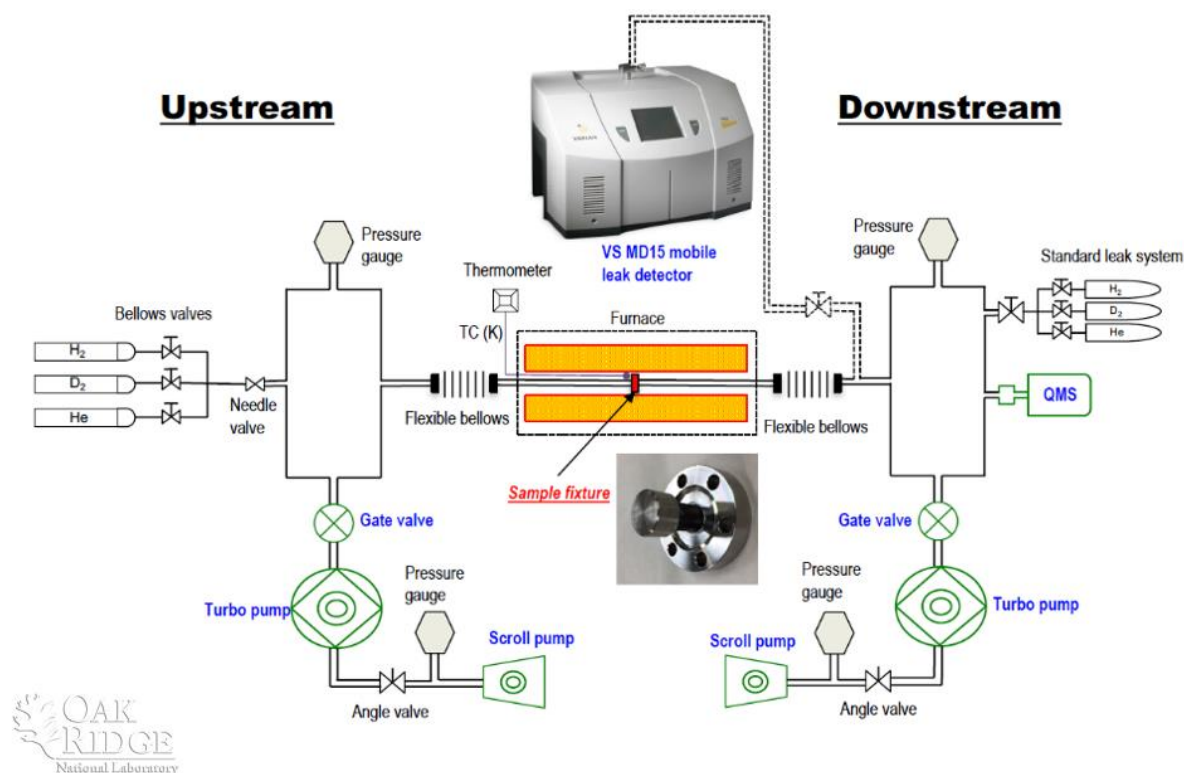 Upstream
Downstream
Pressure
gauge
VS MD15 mobile
leak detector
Pressure
gauge
Standard leak system
H2
D2
He
Thermometer
TC (K)
Furnace
Bellows valves
H2
D2
He
Needle
valve
Flexible bellows
Flexible bellows
QMS
Sample fixture
Gate valve
Gate valve
Pressure
gauge
Pressure
gauge
Turbo pump
Turbo pump
Scroll pump
Scroll pump
Angle valve
Angle valve
OAK
RIDGE
National Laboratory